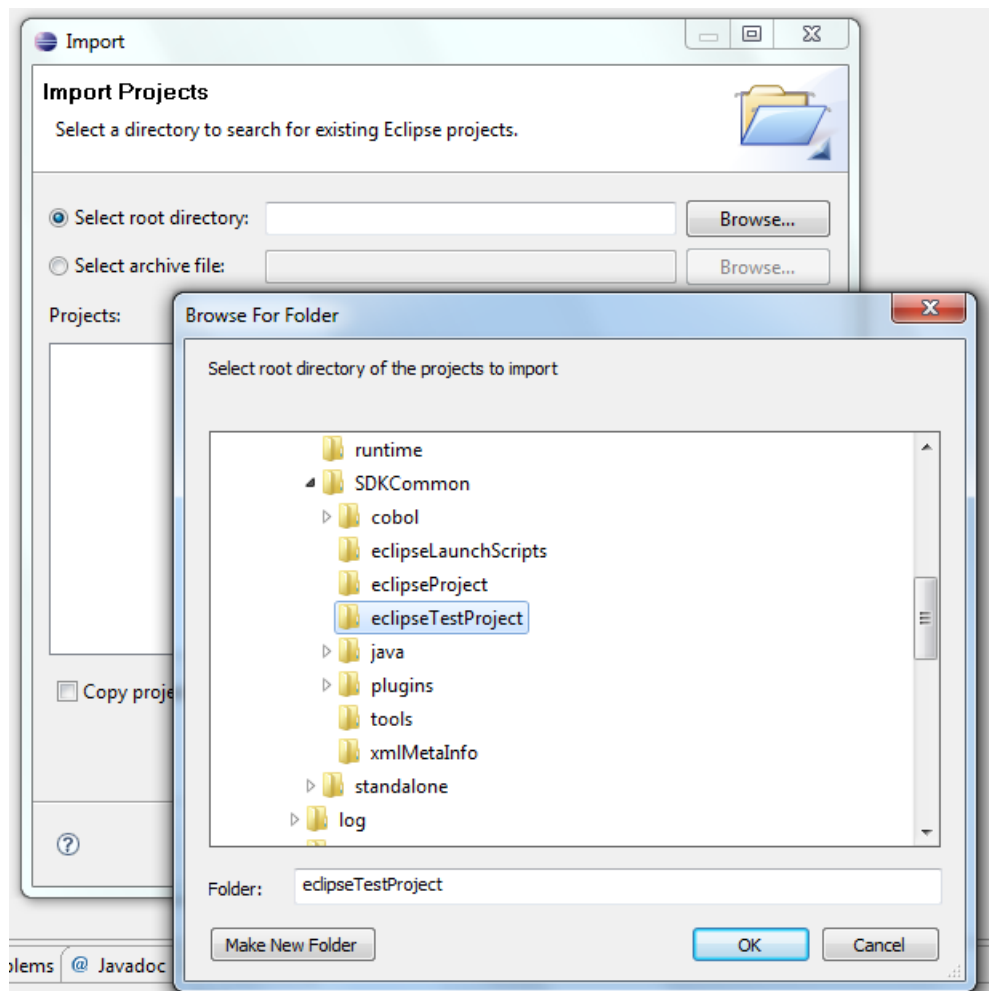 Import
Import Projects
Select a directory to search for existing Eclipse projects.
Select root directory:
Browse...
Select archive file:
Browse...
Projects:
Browse For Folder
Select root directory of the projects to import
runtime
SDKCommon
cobol
eclipseLaunchScripts
eclipseProject
eclipseTestProject
java
plugins
tools
xmlMetaInfo
standalone
log
Copy proje
Folder: eclipseTestProject
Make New Folder
OK
Cancel
blems @ Javadoc